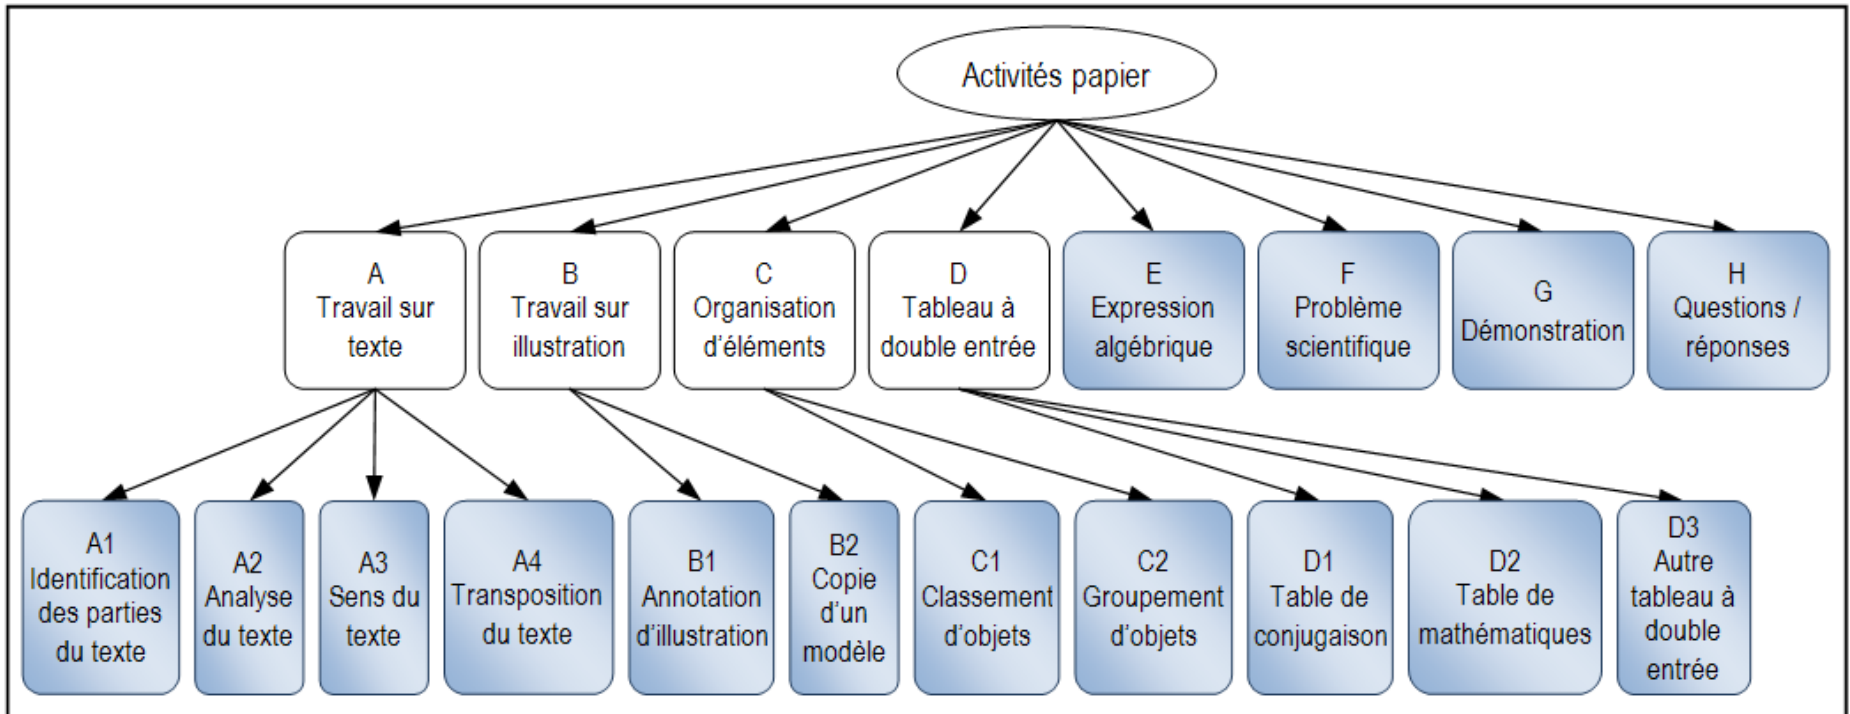 Activités papier
A
Travail sur
texte
B
Travail sur
illustration
C
Organisation
d'éléments
D
Tableau à
double entrée
E
Expression
algébrique
F
Problème
scientifique
G
Démonstration
H
Questions /
réponses
A1
Identification
des parties
du texte
A2
Analyse
du texte
A3
Sens du
texte
A4
Transposition
du texte
B1
Annotation
d'illustration
B2
Copie
d'un
modèle
C1
Classement
d'objets
C2
Groupement
d'objets
D1
Table de
conjugaison
D2
Table de
mathématiques
D3
Autre
tableau à
double
entrée